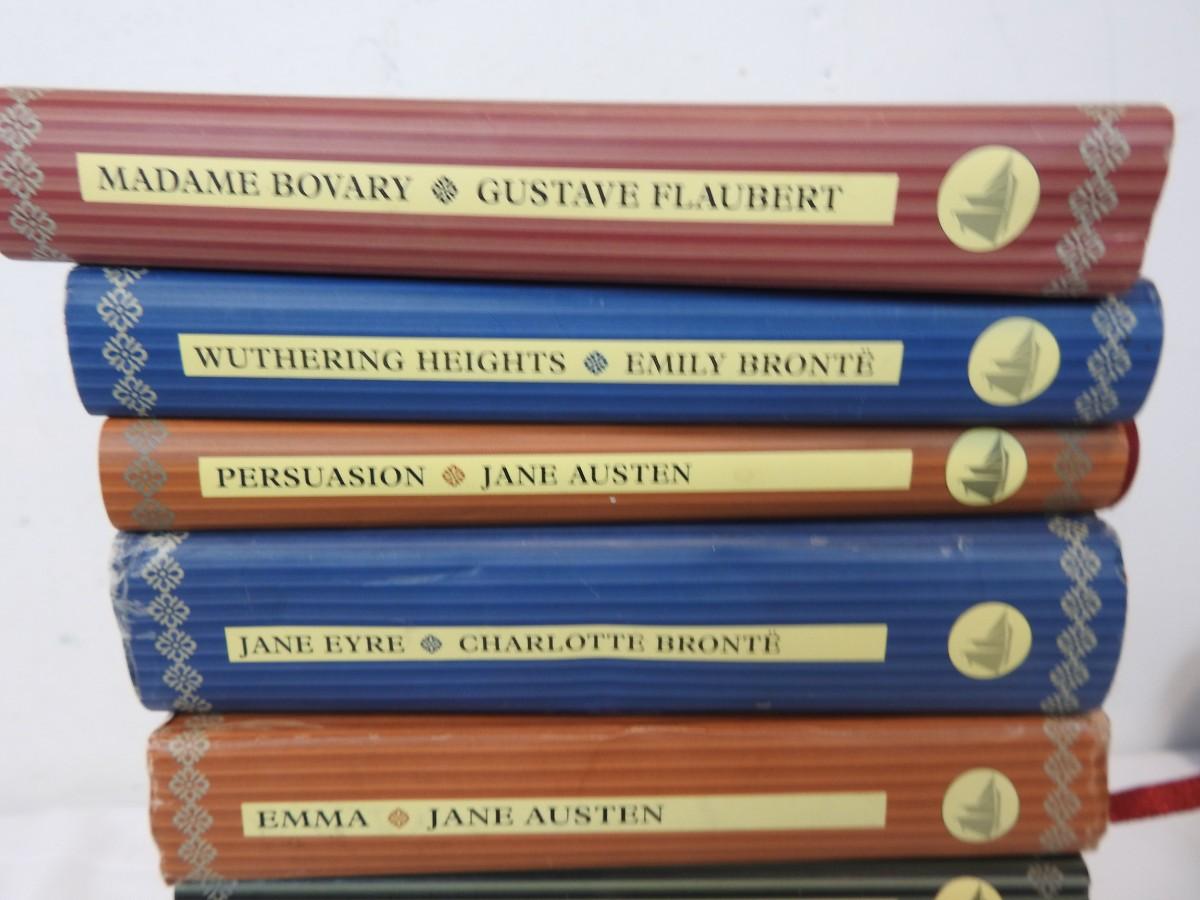 MADAME BOVARY GUSTAVE FLAUBERT
WUTHERING HEIGHTS EMILY BRONTË
PERSUASION JANE AUSTEN
JANE EYRE CHARLOTTE BRONTË
EMMA JANE AUSTEN